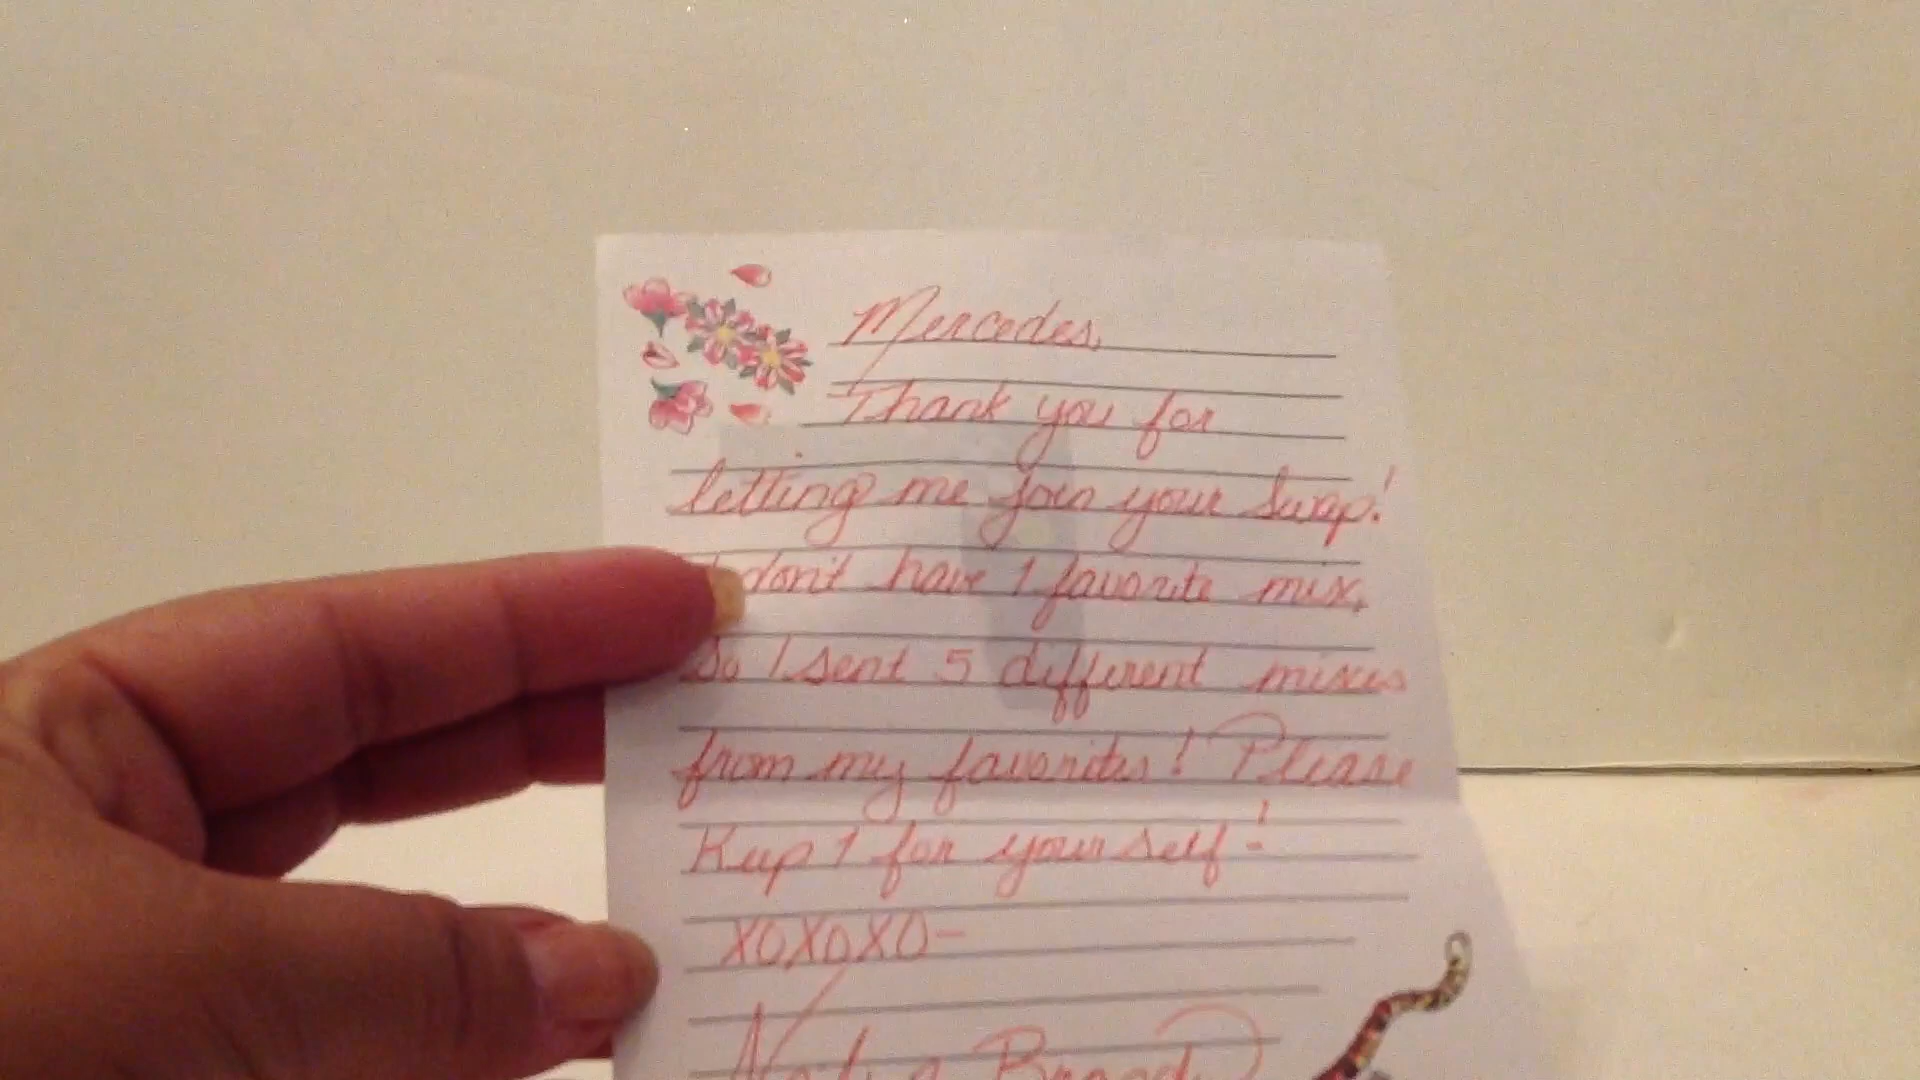 Mercedes,
Thank you for
letting me join your swap!
I don't have 1 favorite mix,
So I sent 5 different mixes
from my favorites! Please
Keep 1 for yourself!
XOXOXO-